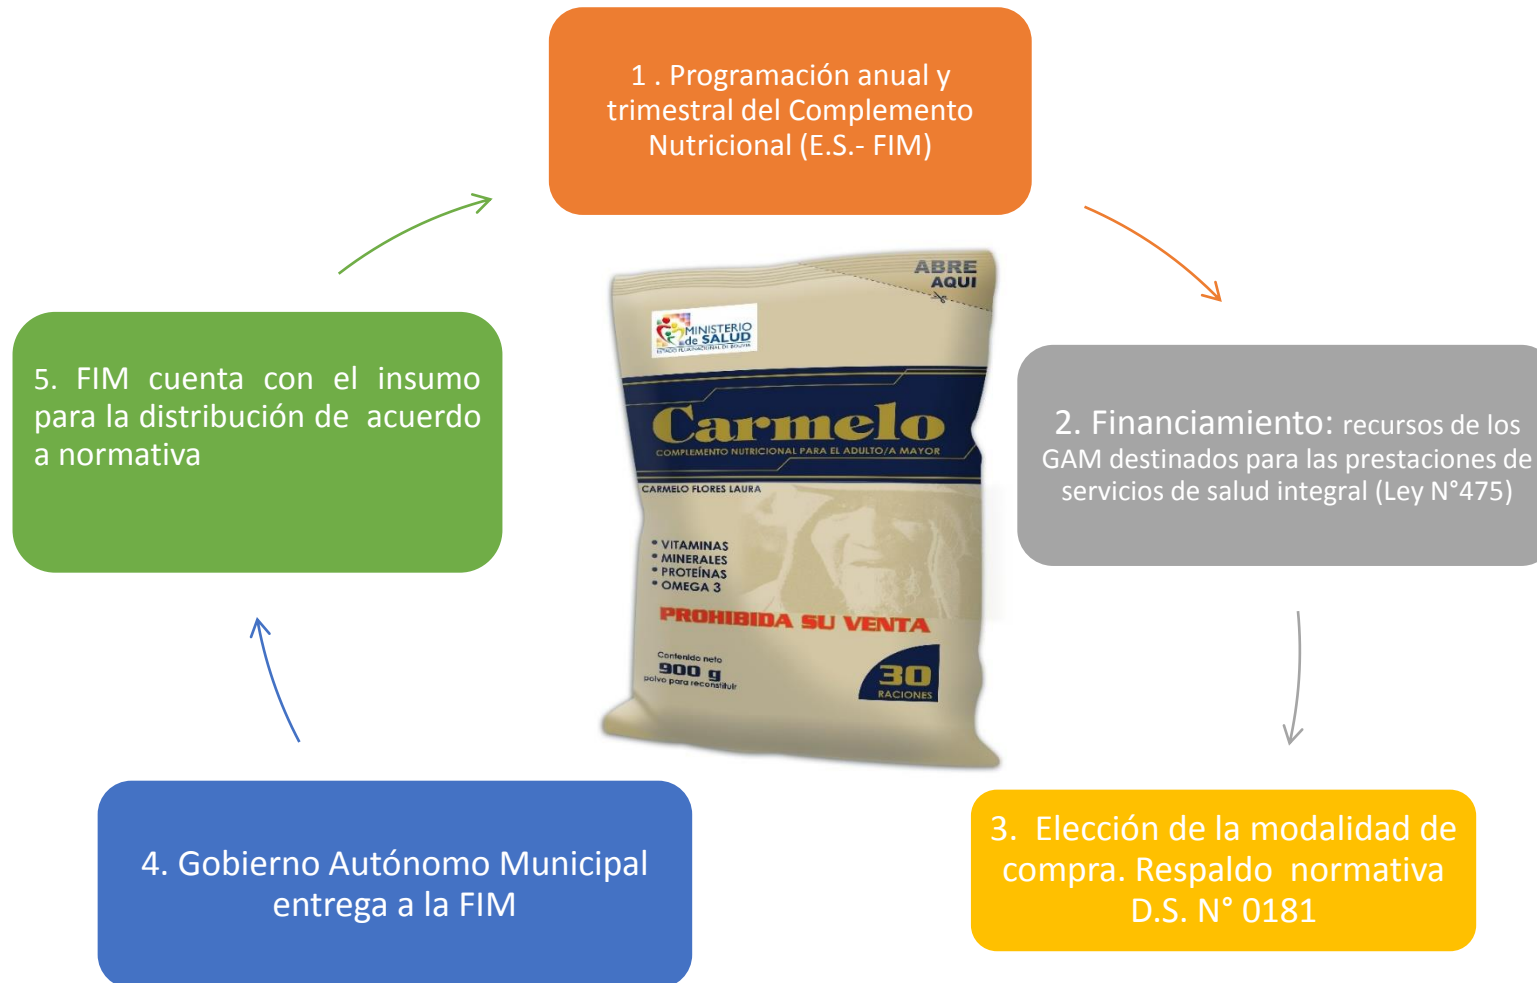 1 . Programación anual y
trimestral del Complemento
Nutricional (E.S.- FIM)
ABRE
AQUI
MINISTERIO
de SALUD
ESTADO PLURINACIONAL DE BOLIVIA
Carmelo
COMPLEMENTO NUTRICIONAL PARA EL ADULTO/A MAYOR
CARMELO FLORES LAURA
• VITAMINAS
• MINERALES
• PROTEÍNAS
• OMEGA 3
PROHIBIDA SU VENTA
Contenido neto
900 g
polvo para reconstituir
30
RACIONES
2. Financiamiento: recursos de los
GAM destinados para las prestaciones de
servicios de salud integral (Ley N°475)
3. Elección de la modalidad de
compra. Respaldo normativa
D.S. N° 0181
4. Gobierno Autónomo Municipal
entrega a la FIM
5. FIM cuenta con el insumo
para la distribución de acuerdo
a normativa